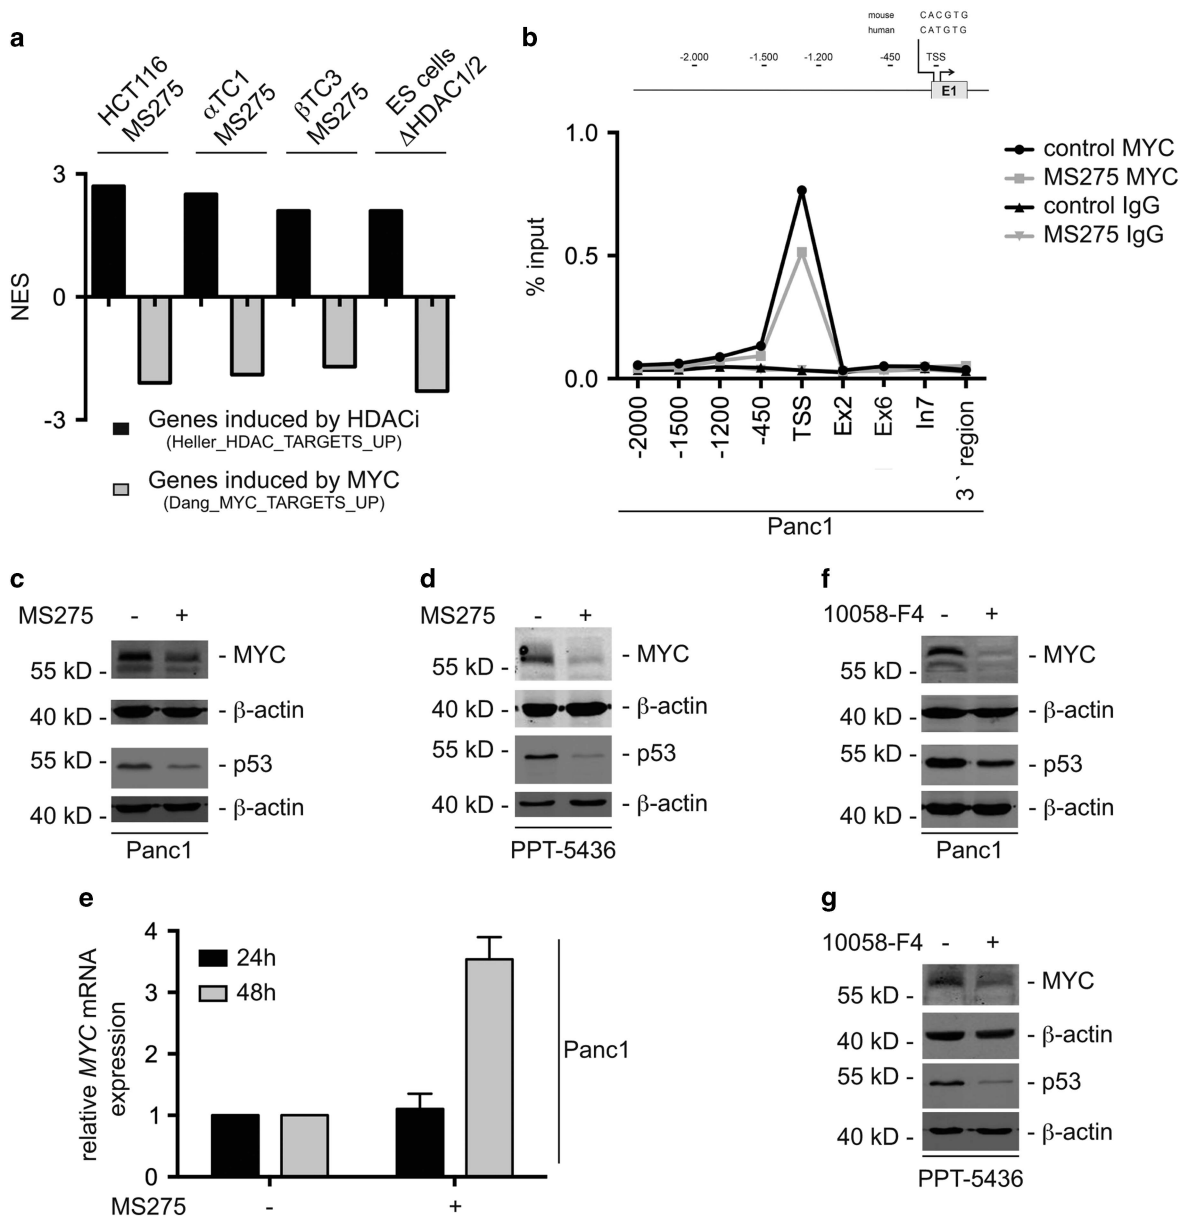 a
HCT116
MS275
αTC1
MS275
βTC3
MS275
ES cells
ΔHDAC1/2
NES
3
0
-3
Genes induced by HDACi
(Heller_HDAC_TARGETS_UP)
Genes induced by MYC
(Dang_MYC_TARGETS_UP)
b
mouse CACGTG
human CATGTG
-2.000 -1.500 -1.200 -450 TSS
E1
% input
1.0
0.5
0.0
control MYC
MS275 MYC
control IgG
MS275 IgG
-2000 -1500 -1200 -450 TSS Ex2 Ex6 In7 3` region
Panc1
c
MS275 - +
- MYC
55 kD -
- β-actin
40 kD -
55 kD -
- p53
- β-actin
40 kD -
Panc1
d
MS275 - +
- MYC
55 kD -
- β-actin
40 kD -
55 kD -
- p53
- β-actin
40 kD -
PPT-5436
f
10058-F4 - +
- MYC
55 kD -
- β-actin
40 kD -
55 kD -
- p53
- β-actin
40 kD -
Panc1
e
relative MYC mRNA
expression
4
3
2
1
0
24h
48h
Panc1
MS275 - +
g
10058-F4 - +
- MYC
55 kD -
- β-actin
40 kD -
55 kD -
- p53
- β-actin
40 kD -
PPT-5436